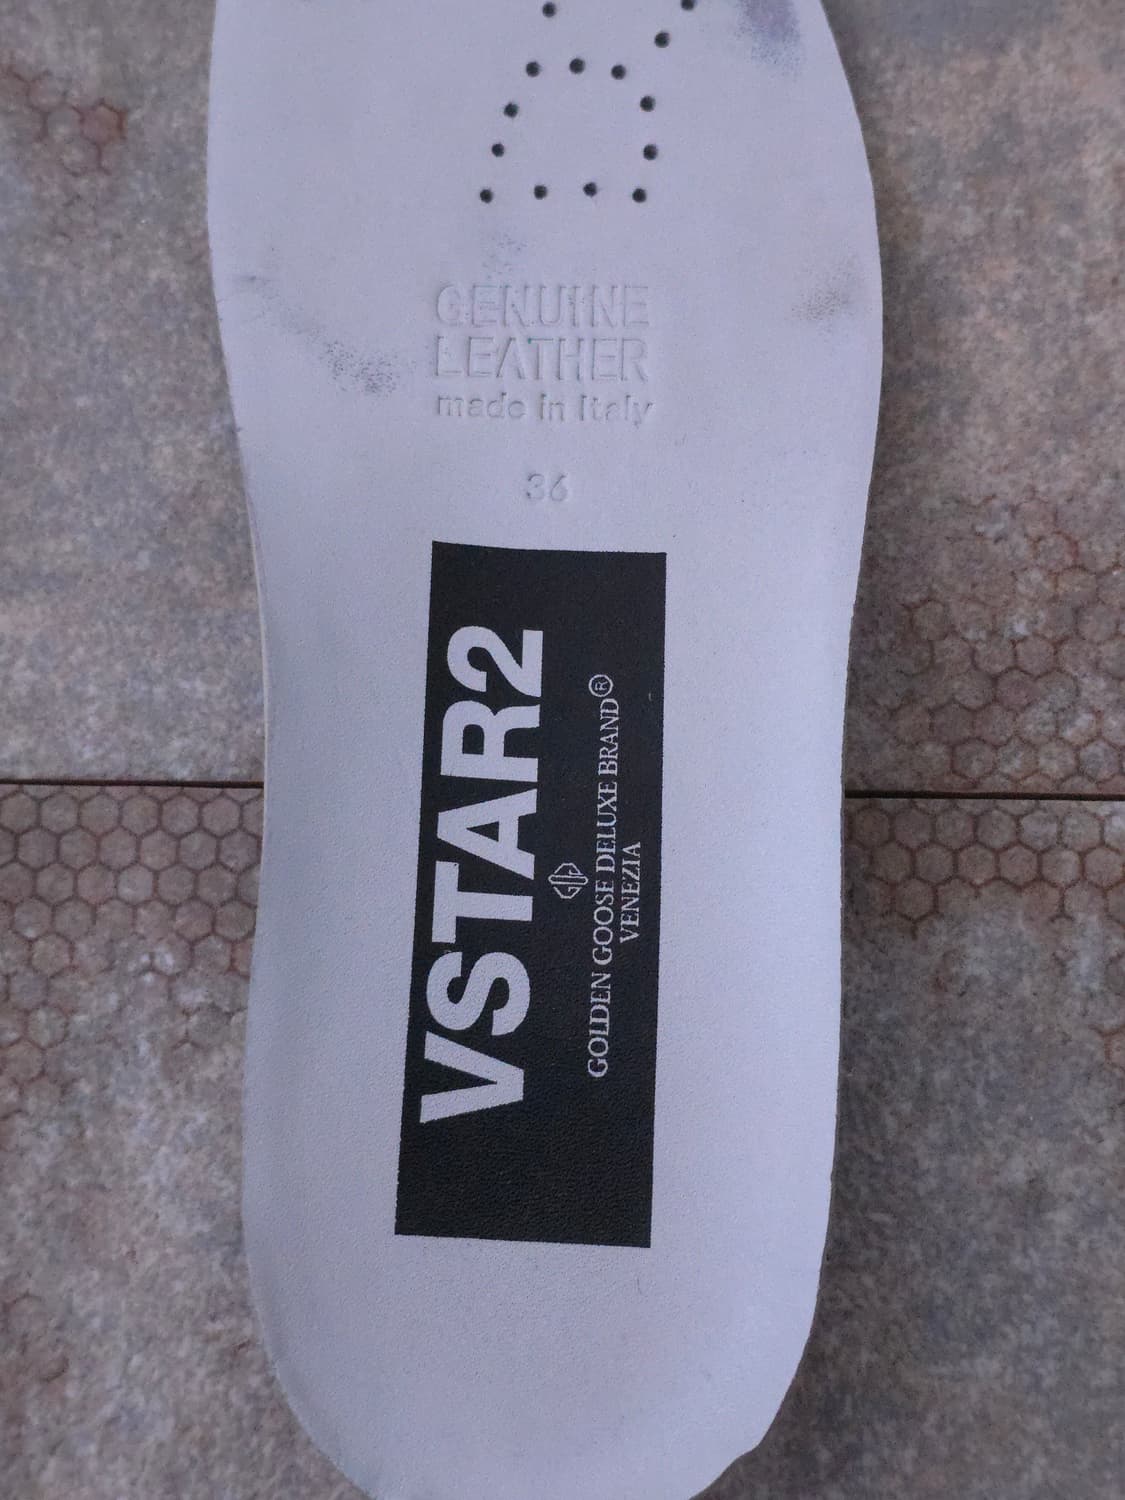 GENUINE
LEATHER
made in Italy
36
VSTAR2
GOLDEN GOOSE DELUXE BRAND®
VENEZIA